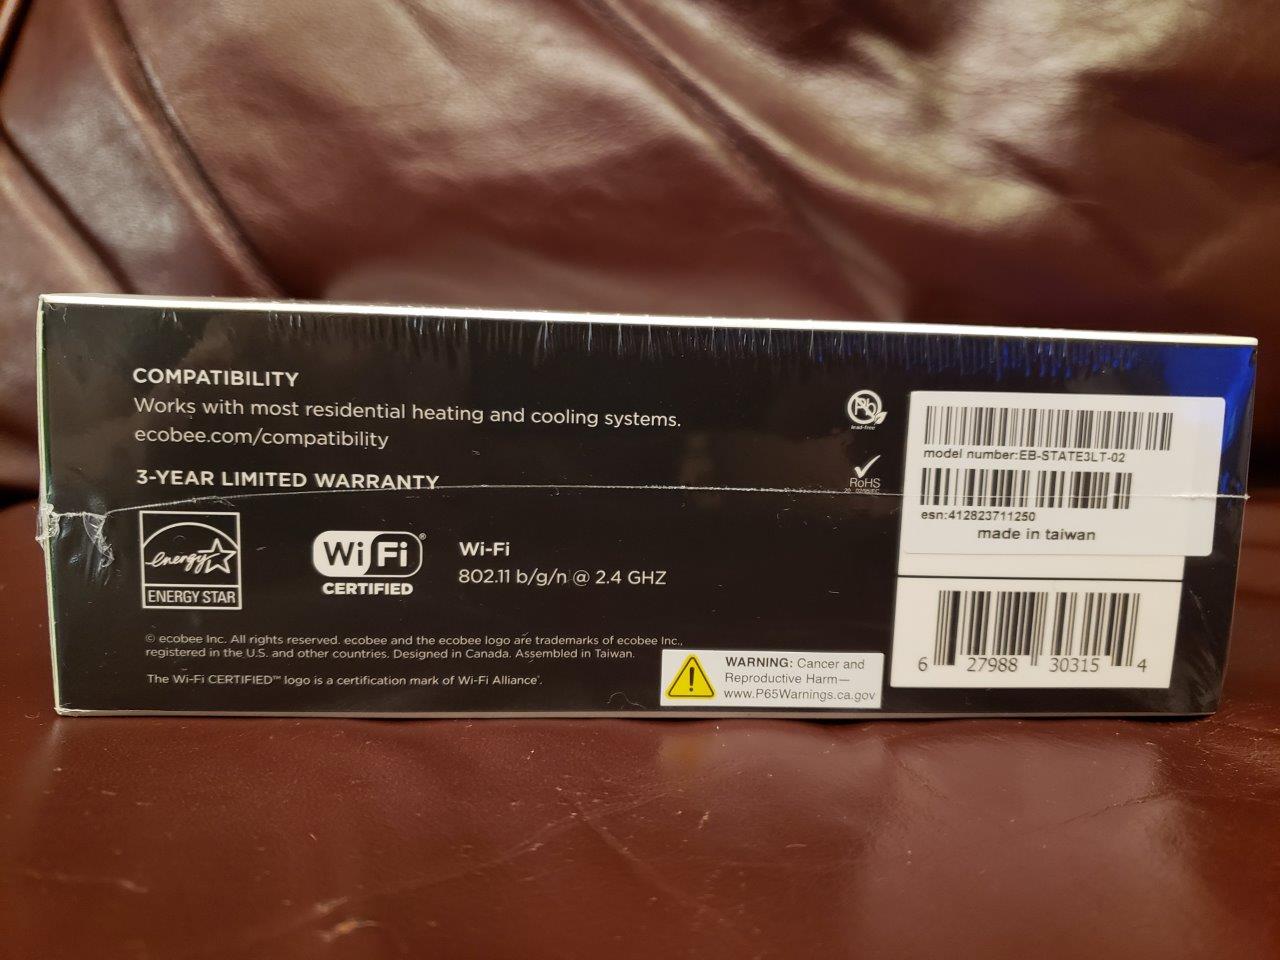 COMPATIBILITY
Works with most residential heating and cooling systems.
ecobee.com/compatibility
3-YEAR LIMITED WARRANTY
energy
ENERGY STAR
Wi Fi®
CERTIFIED
Wi-Fi
802.11 b/g/n @ 2.4 GHZ
© ecobee Inc. All rights reserved. ecobee and the ecobee logo are trademarks of ecobee Inc.,
registered in the U.S. and other countries. Designed in Canada. Assembled in Taiwan.
The Wi-Fi CERTIFIED™ logo is a certification mark of Wi-Fi Alliance®.
Pb
lead-free
RoHS
WARNING: Cancer and
Reproductive Harm—
www.P65Warnings.ca.gov
model number:EB-STATE3LT-02
esn:412823711250
made in taiwan
6 27988 30315 4